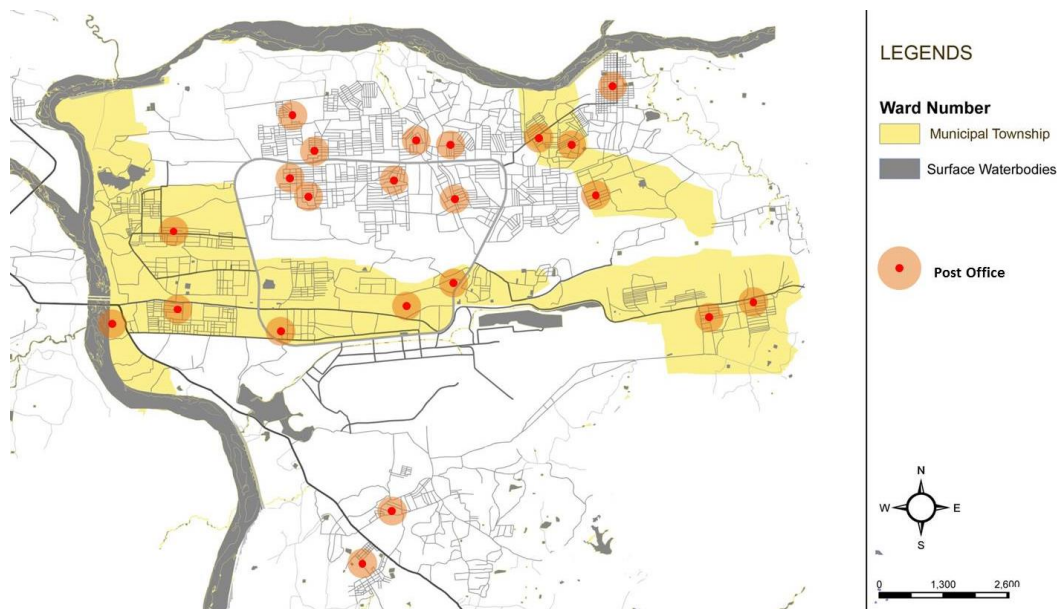 LEGENDS
Ward Number
Municipal Township
Surface Waterbodies
Post Office
N
W E
S
0 1,300 2,600